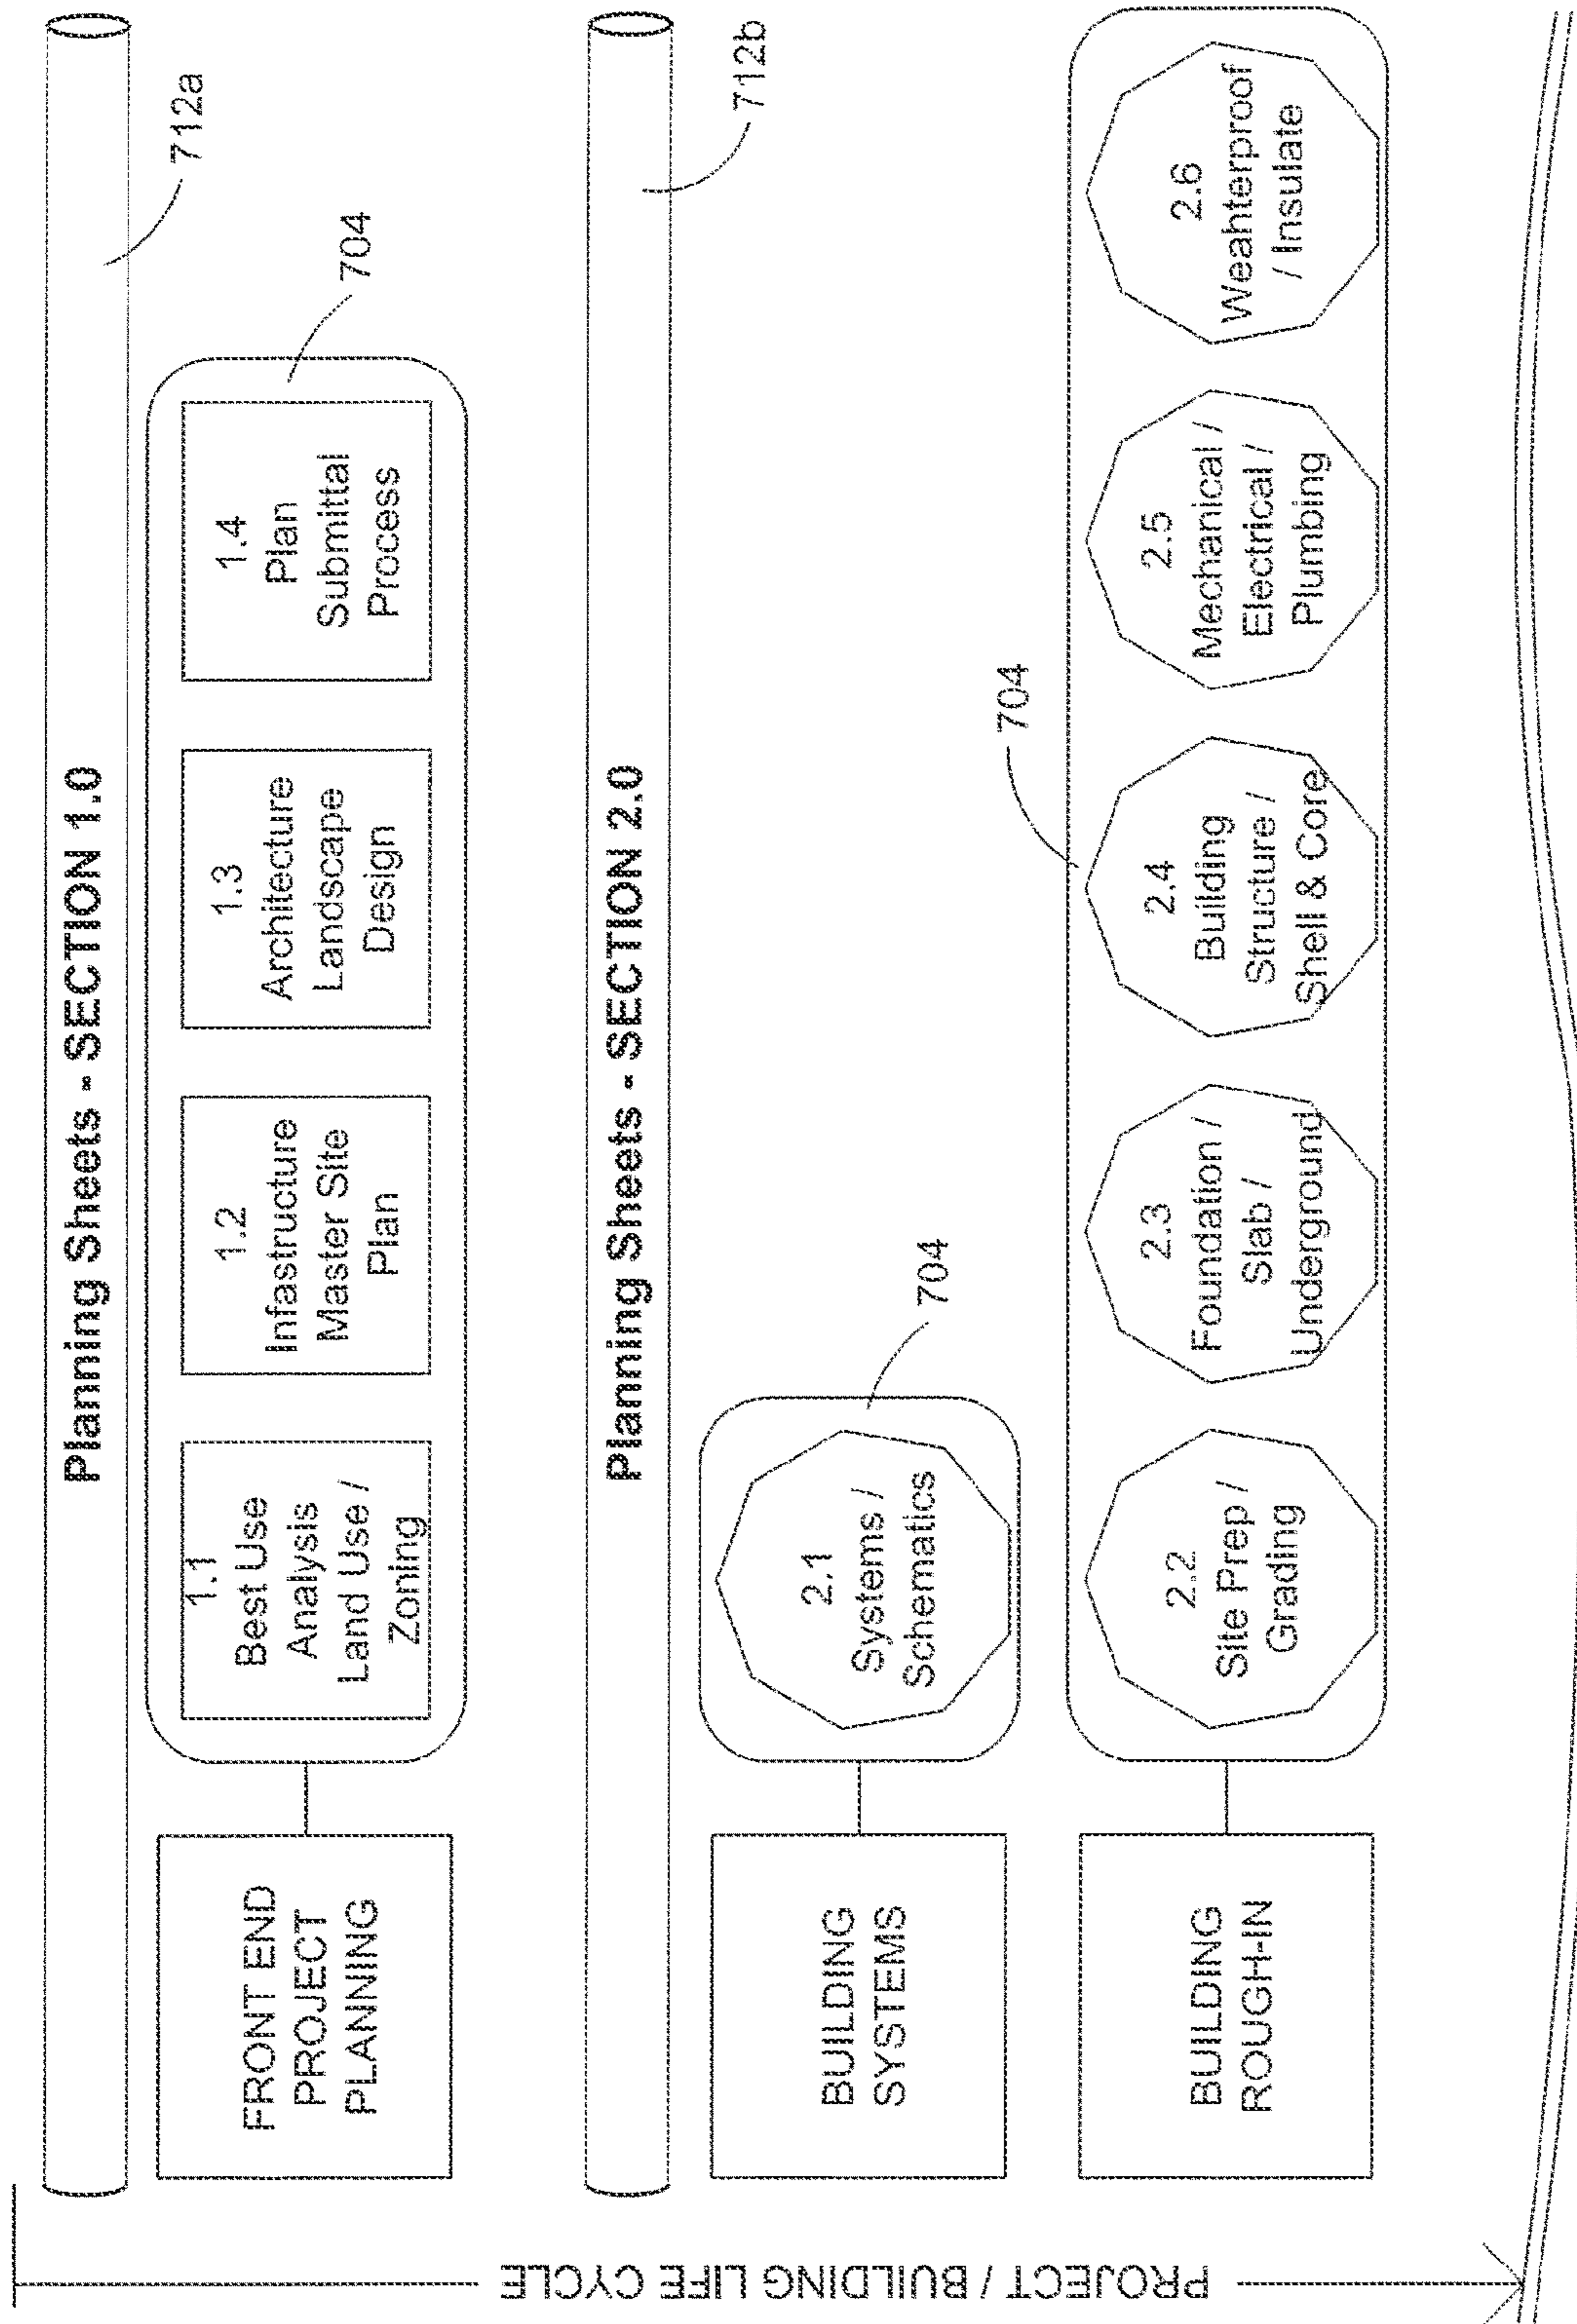 Planning Sheets - SECTION 1.0
712a
FRONT END
PROJECT
PLANNING
1.1
Best Use
Analysis
Land Use /
Zoning
1.2
Infastructure
Master Site
Plan
1.3
Architecture
Landscape
Design
1.4
Plan
Submittal
Process
704
Planning Sheets - SECTION 2.0
712b
BUILDING
SYSTEMS
2.1
Systems /
Schematics
704
BUILDING
ROUGH-IN
2.2
Site Prep /
Grading
2.3
Foundation /
Slab /
Underground
2.4
Building
Structure /
Shell & Core
704
2.5
Mechanical /
Electrical /
Plumbing
2.6
Weahterproof
/ Insulate
PROJECT / BUILDING LIFE CYCLE